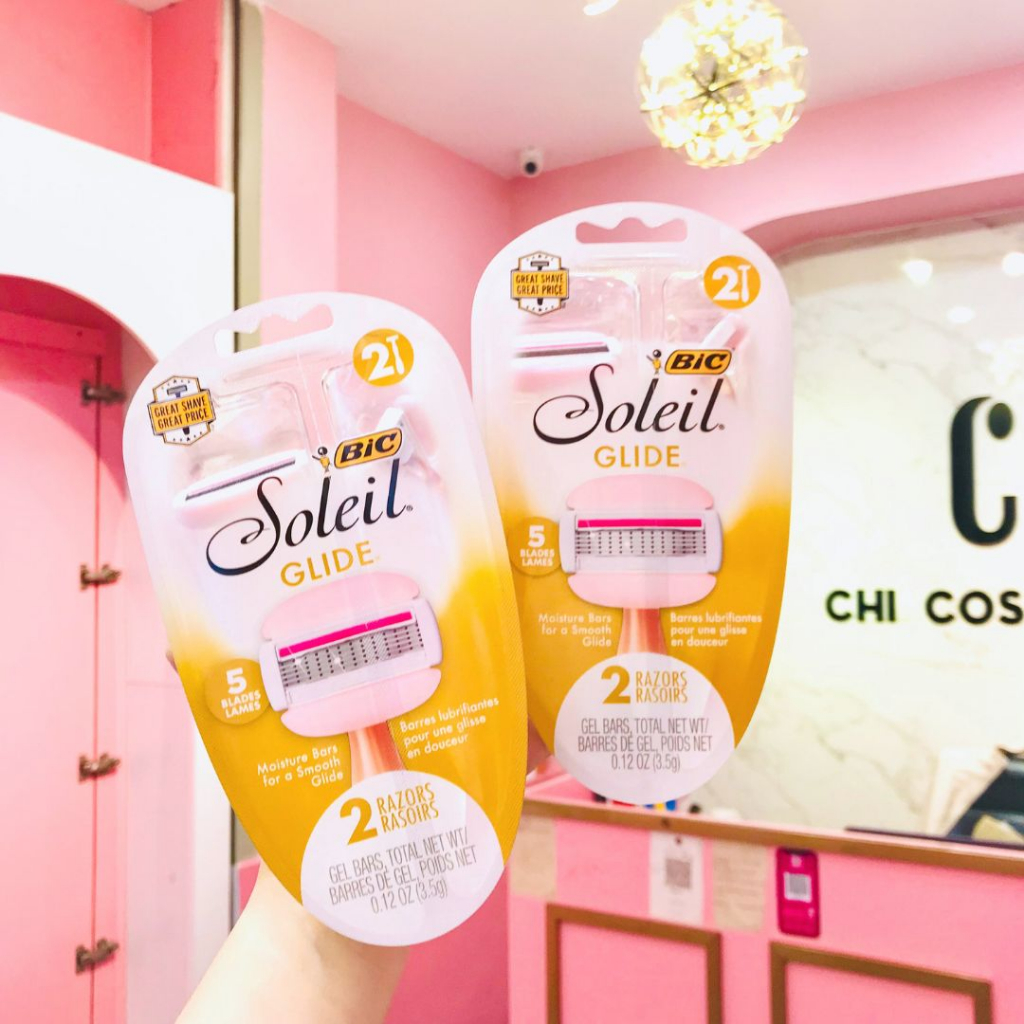 GREAT SHAVE
GREAT PRICE
2
BIC
Soleil®
GLIDE™
5
BLADES
LAMES
Moisture Bars
for a Smooth
Glide
Barres lubrifiantes
pour une glisse
en douceur
2 RAZORS
RASOIRS
GEL BARS, TOTAL NET WT/
BARRES DE GEL, POIDS NET
0.12 OZ (3.5g)
GREAT SHAVE
GREAT PRICE
2
BIC
Soleil®
GLIDE
5
BLADES
LAMES
Moisture Bars
for a Smooth
Glide
Barres lubrifiantes
pour une glisse
en douceur
2 RAZORS
RASOIRS
GEL BARS, TOTAL NET WT/
BARRES DE GEL, POIDS NET
0.12 OZ (3.5g)
C
CHI COS